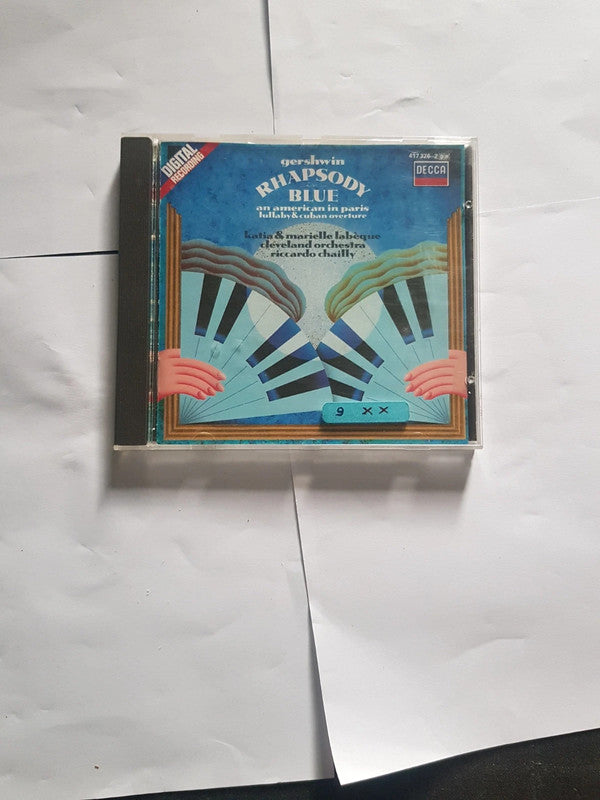 DIGITAL
RECORDING
gershwin
RHAPSODY
IN
BLUE
an american in paris
lullaby & cuban overture
katia & marielle labèque
cleveland orchestra
riccardo chailly
417 326-2
DECCA
9 XX